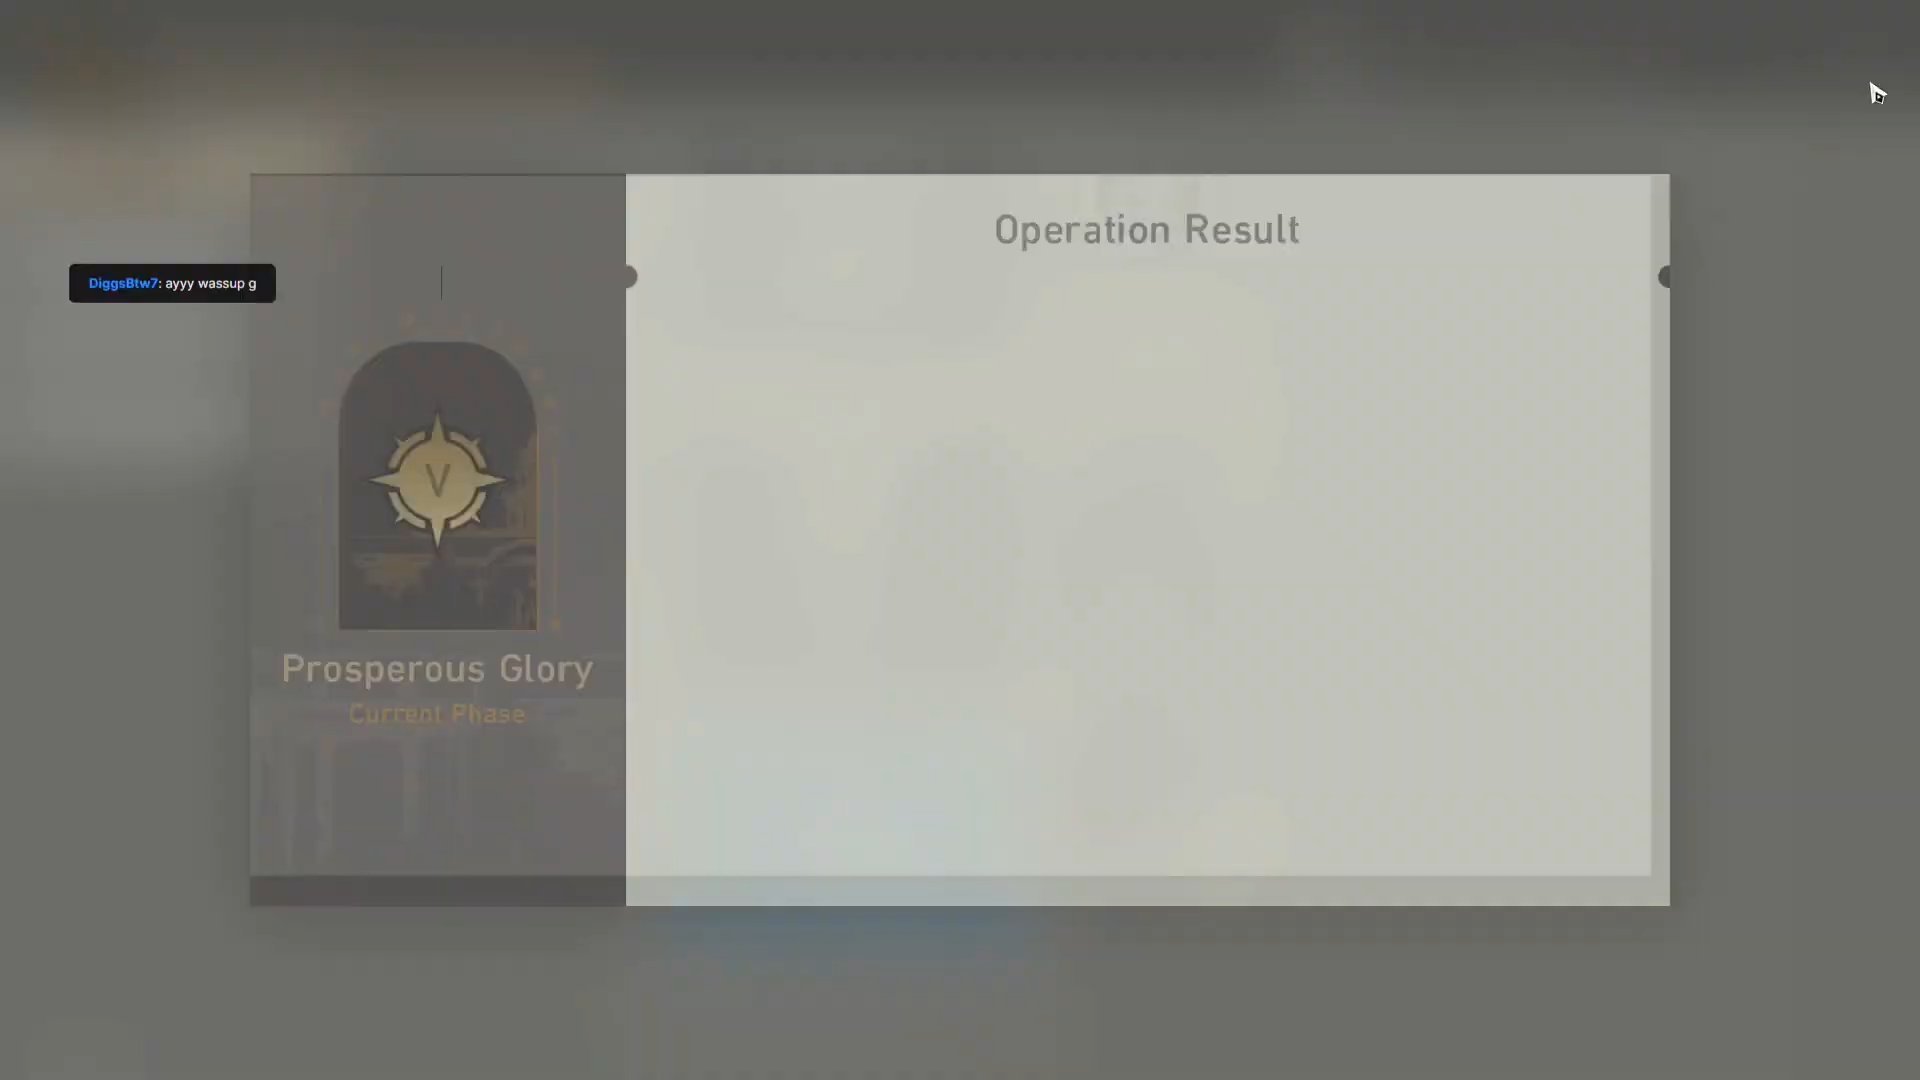 Operation Result
DiggsBtw7: ayyy wassup g
V
Prosperous Glory
Current Phase